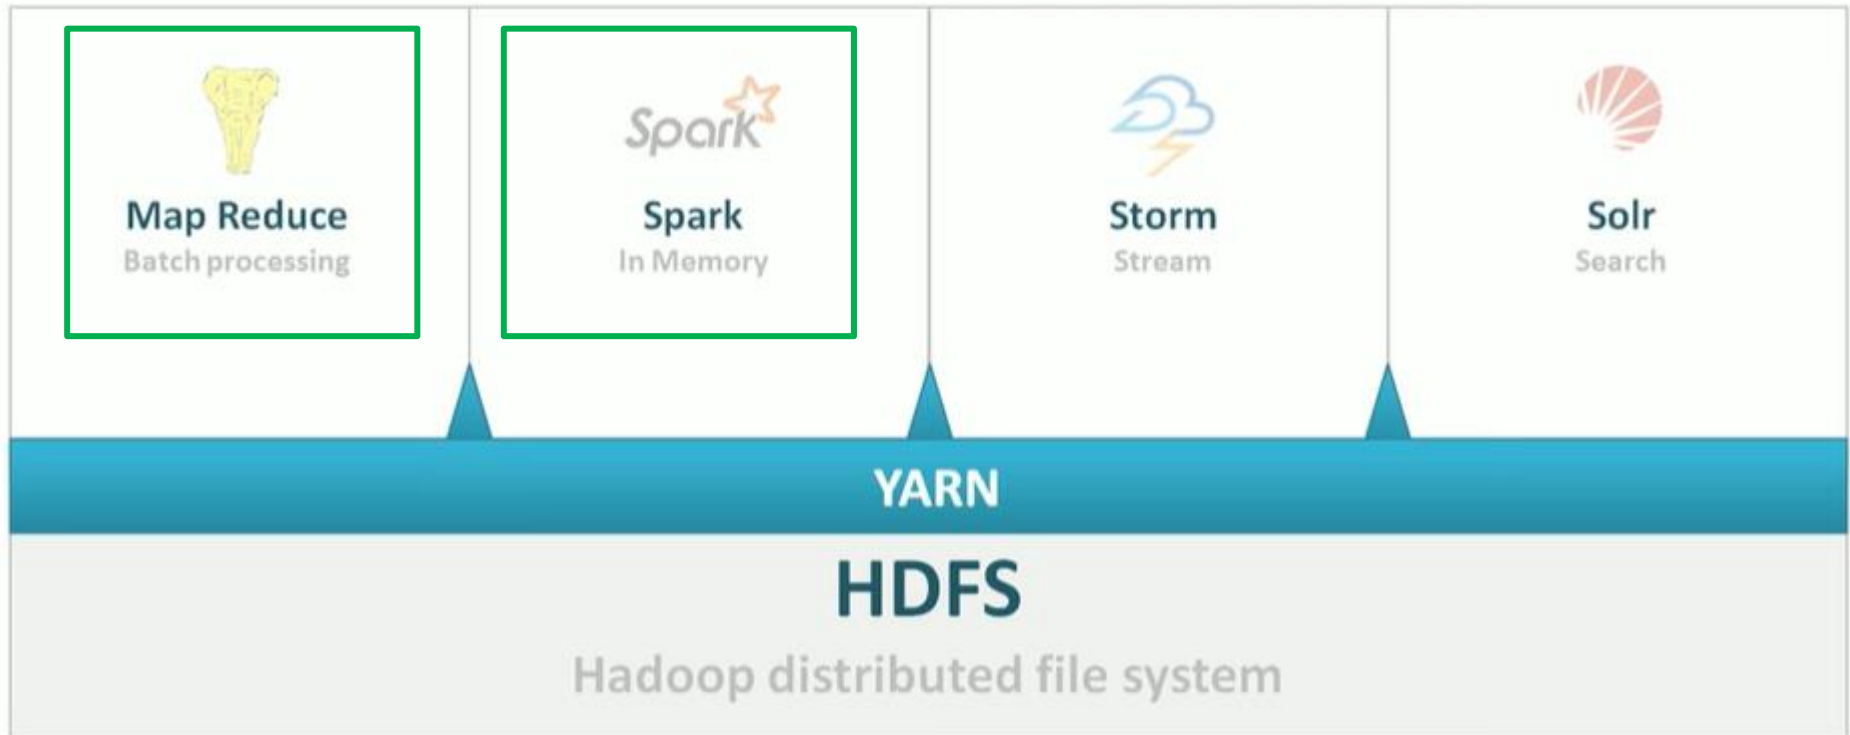 Spark
Map Reduce
Batch processing
Spark
In Memory
Storm
Stream
Solr
Search
YARN
HDFS
Hadoop distributed file system